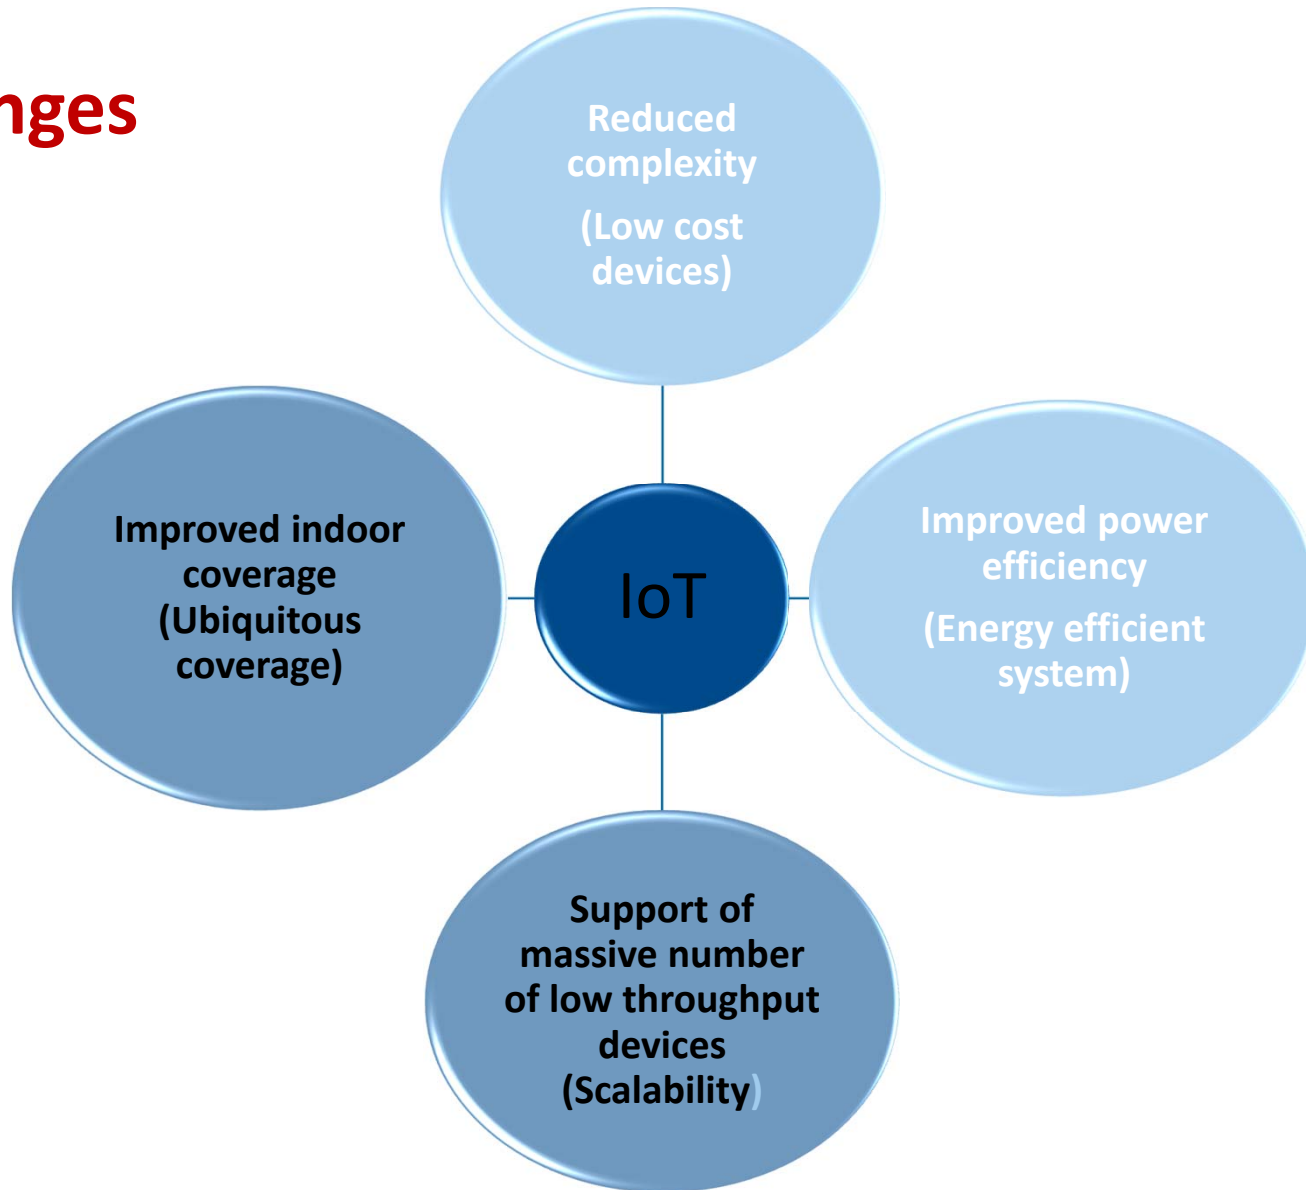 nges
Reduced
complexity
(Low cost
devices)
Improved indoor
coverage
(Ubiquitous
coverage)
IoT
Improved power
efficiency
(Energy efficient
system)
Support of
massive number
of low throughput
devices
(Scalability)